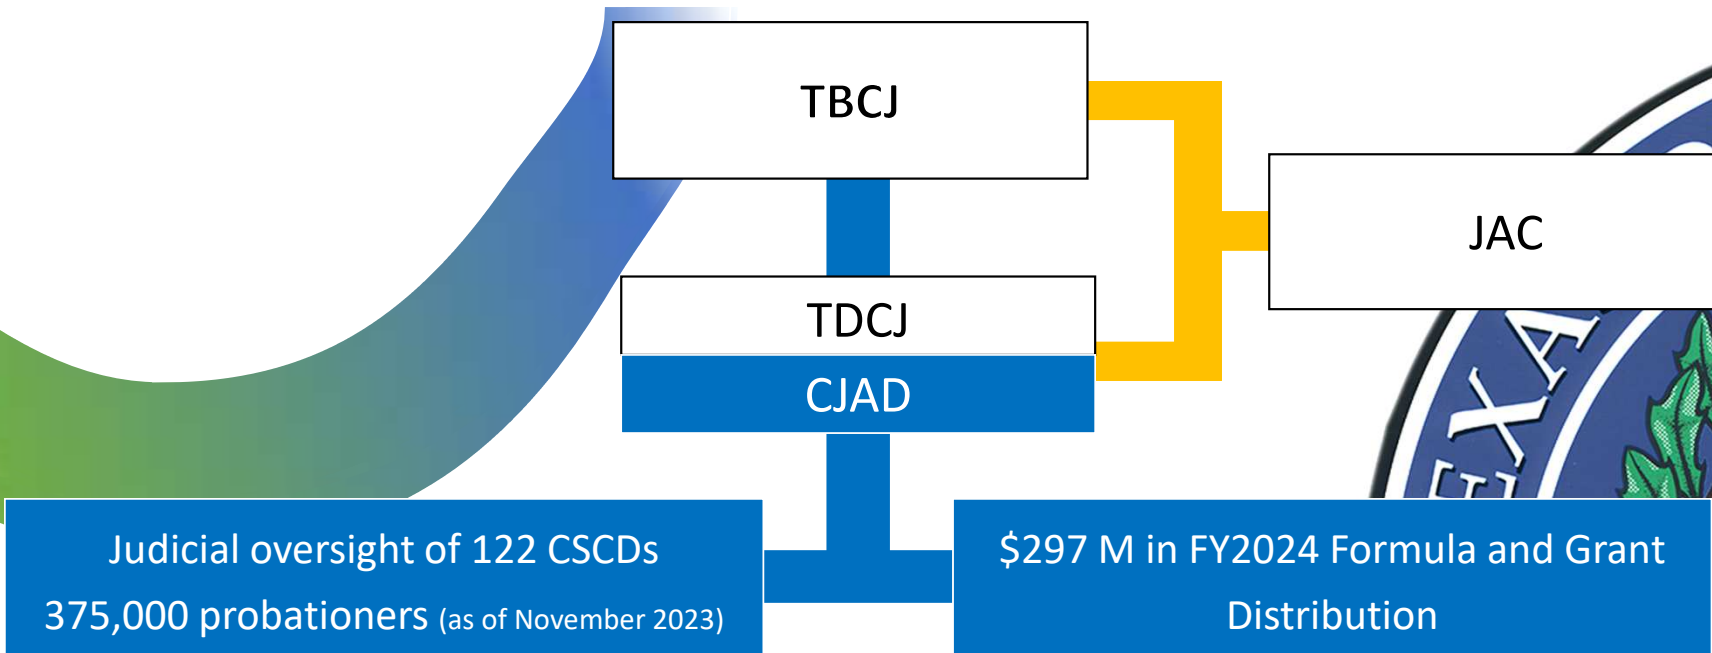 TBCJ
JAC
TDCJ
CJAD
Judicial oversight of 122 CSCDs
375,000 probationers (as of November 2023)
$297 M in FY2024 Formula and Grant
Distribution
EXA